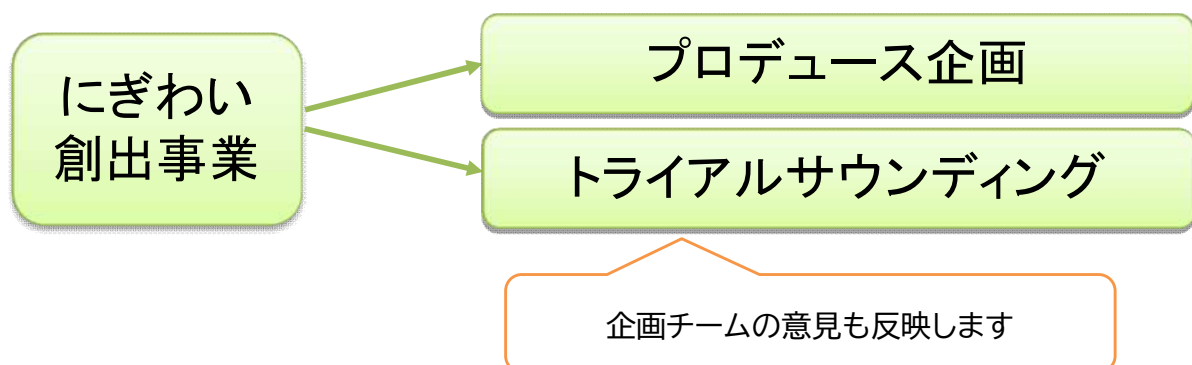 にぎわい
創出事業
プロデュース企画
トライアルサウンディング
企画チームの意見も反映します